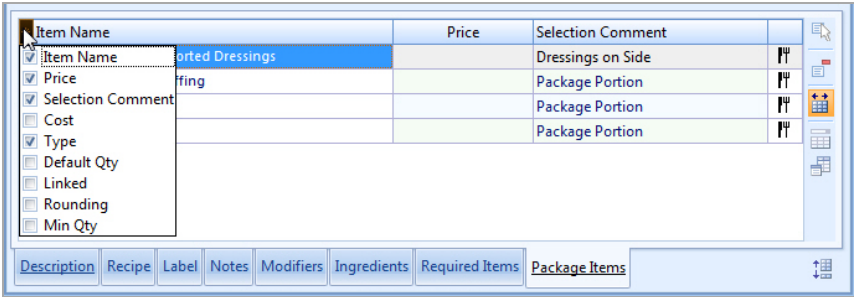 Item Name Price Selection Comment
Item Name orted Dressings Dressings on Side
Price ffing Package Portion
Selection Comment Package Portion
Cost
Type Package Portion
Default Qty
Linked
Rounding
Min Qty
Description Recipe Label Notes Modifiers Ingredients Required Items Package Items